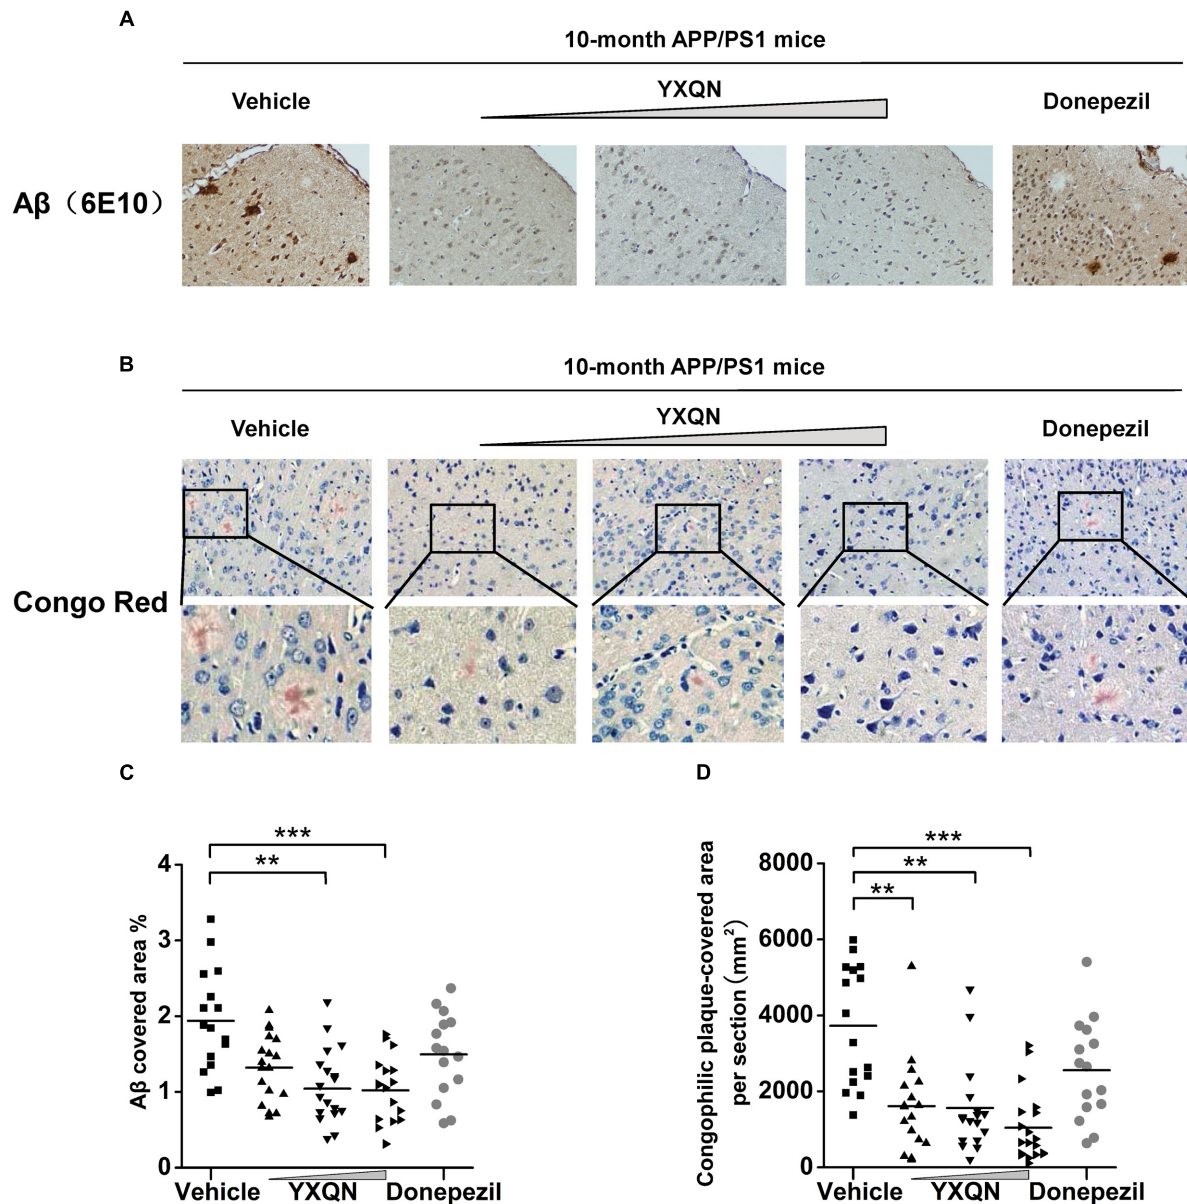 A
10-month APP/PS1 mice
Vehicle
YXQN
Donepezil
Aβ（6E10）
B
10-month APP/PS1 mice
Vehicle
YXQN
Donepezil
Congo Red
C
Aβ covered area %
4
3
2
1
0
***
**
Vehicle
YXQN
Donepezil
D
Congophilic plaque-covered area
per section（mm²）
8000
6000
4000
2000
0
***
**
**
Vehicle
YXQN
Donepezil